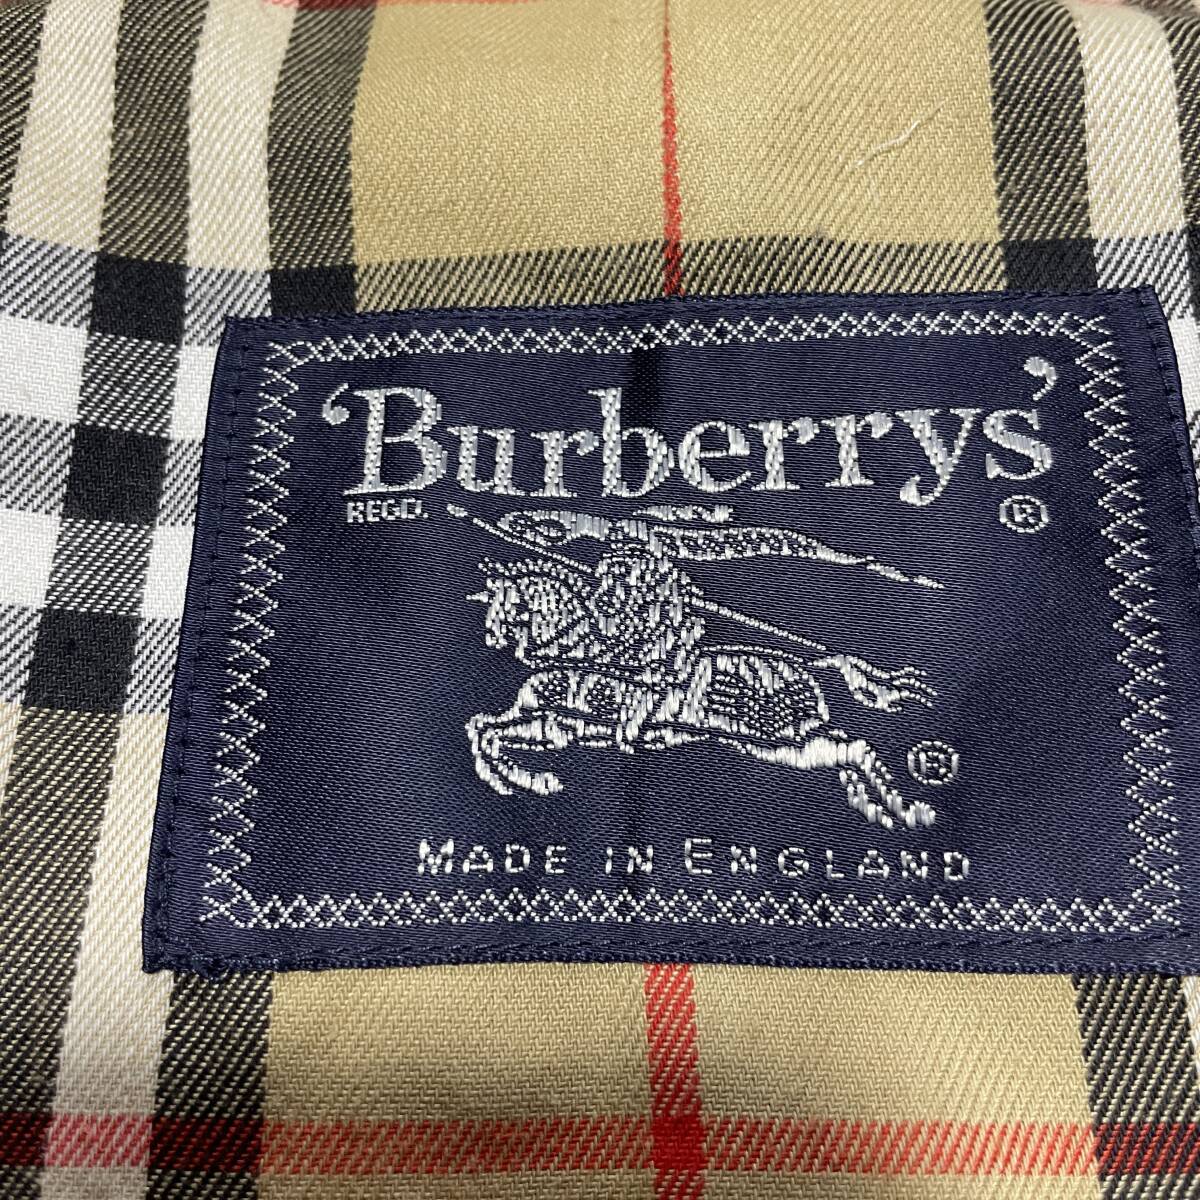 'Burberrys'
REGD. ®
®
MADE IN ENGLAND